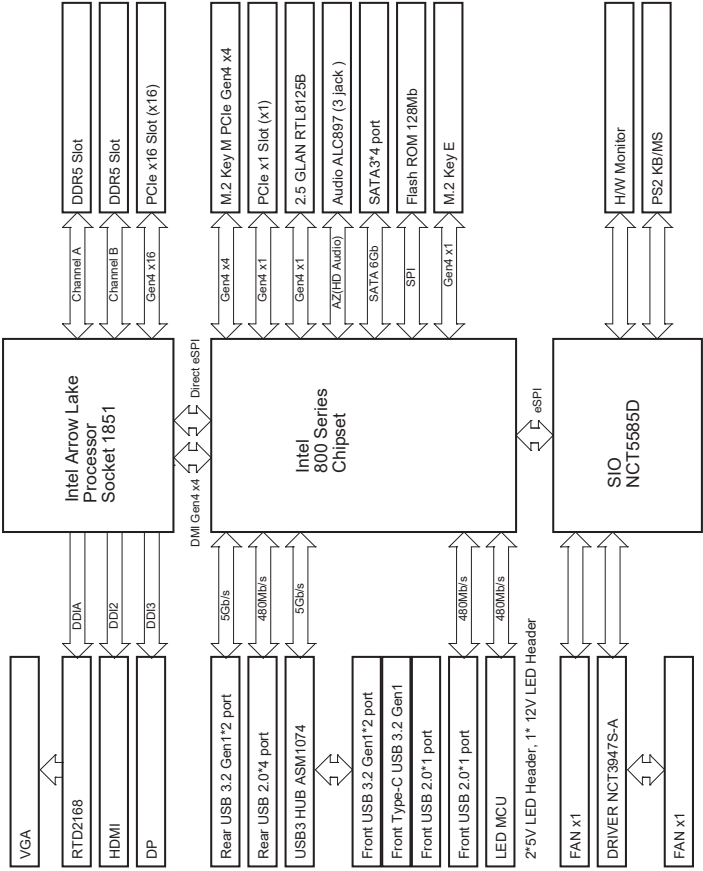 VGA
RTD2168
HDMI
DP
DDIA
DDI2
DDI3
Intel Arrow Lake
Processor
Socket 1851
Channel A
Channel B
Gen4 x16
DDR5 Slot
DDR5 Slot
PCIe x16 Slot (x16)
DMI Gen4 x4
Direct eSPI
Rear USB 3.2 Gen1*2 port
Rear USB 2.0*4 port
USB3 HUB ASM1074
Front USB 3.2 Gen1*2 port
Front Type-C USB 3.2 Gen1
Front USB 2.0*1 port
Front USB 2.0*1 port
LED MCU
2*5V LED Header, 1* 12V LED Header
5Gb/s
480Mb/s
5Gb/s
480Mb/s
480Mb/s
Intel
800 Series
Chipset
Gen4 x4
Gen4 x1
Gen4 x1
AZ(HD Audio)
SATA 6Gb
SPI
Gen4 x1
M.2 Key M PCIe Gen4 x4
PCIe x1 Slot (x1)
2.5 GLAN RTL8125B
Audio ALC897 (3 jack )
SATA3*4 port
Flash ROM 128Mb
M.2 Key E
eSPI
FAN x1
DRIVER NCT3947S-A
FAN x1
SIO
NCT5585D
H/W Monitor
PS2 KB/MS